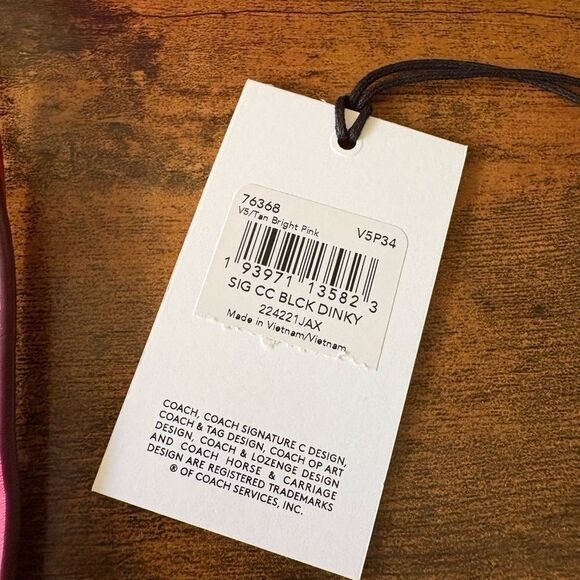 76368
V5/Tan Bright Pink V5P34
1 93971 13582 3
SIG CC BLCK DINKY
224221JAX
Made in Vietnam/Vietnam
COACH, COACH SIGNATURE C DESIGN,
COACH & TAG DESIGN, COACH OP ART
DESIGN, COACH & LOZENGE DESIGN
AND COACH HORSE & CARRIAGE
DESIGN ARE REGISTERED TRADEMARKS
® OF COACH SERVICES, INC.